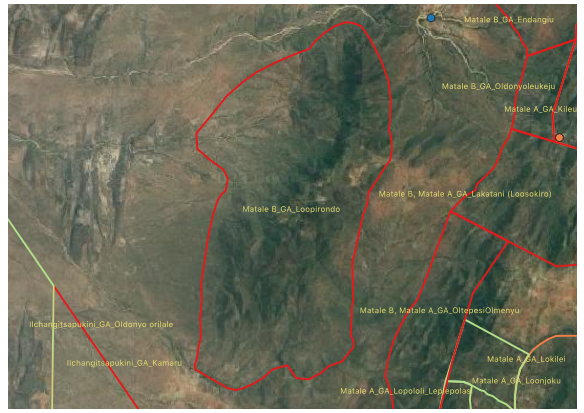 Matale B_GA_Endangiu
Matale B_GA_Oldonyoleukeju
Matale A_GA_Kileu
Matale B, Matale A_GA_Lakatani (Loosokiro)
Matale B_GA_Loopirondo
Matale B, Matale A_GA_OltepesiOlmenyu
Ilchangitsapukini_GA_Oldonyo orilale
Matale A_GA_Lokilei
Ilchangitsapukini_GA_Kamaru
Matale A_GA_Loonjoku
Matale A_GA_Lopololi_Leplepolasi